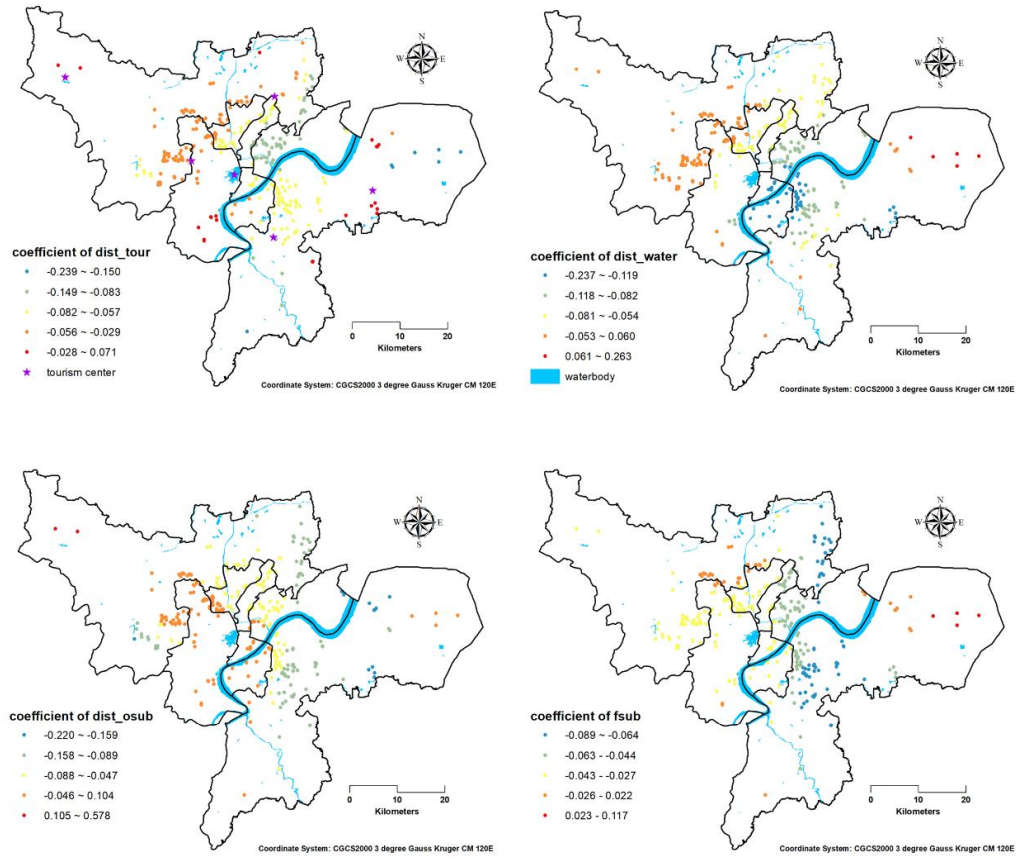 N
W E
S
coefficient of dist_tour
-0.239 ~ -0.150
-0.149 ~ -0.083
-0.082 ~ -0.057
-0.056 ~ -0.029
-0.028 ~ 0.071
tourism center
0 10 20
Kilometers
Coordinate System: CGCS2000 3 degree Gauss Kruger CM 120E
N
W E
S
coefficient of dist_water
-0.237 ~ -0.119
-0.118 ~ -0.082
-0.081 ~ -0.054
-0.053 ~ 0.060
0.061 ~ 0.263
waterbody
0 10 20
Kilometers
Coordinate System: CGCS2000 3 degree Gauss Kruger CM 120E
N
W E
S
coefficient of dist_osub
-0.220 ~ -0.159
-0.158 ~ -0.089
-0.088 ~ -0.047
-0.046 ~ 0.104
0.105 ~ 0.578
0 10 20
Kilometers
Coordinate System: CGCS2000 3 degree Gauss Kruger CM 120E
N
W E
S
coefficient of fsub
-0.089 ~ -0.064
-0.063 - -0.044
-0.043 - -0.027
-0.026 - 0.022
0.023 - 0.117
0 10 20
Kilometers
Coordinate System: CGCS2000 3 degree Gauss Kruger CM 120E